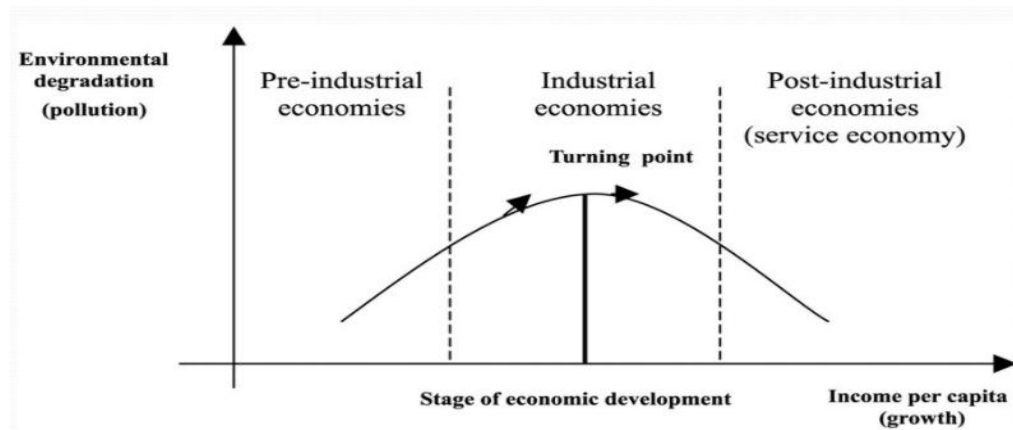 Environmental
degradation
(pollution)
Pre-industrial
economies
Industrial
economies
Post-industrial
economies
(service economy)
Turning point
Stage of economic development
Income per capita
(growth)